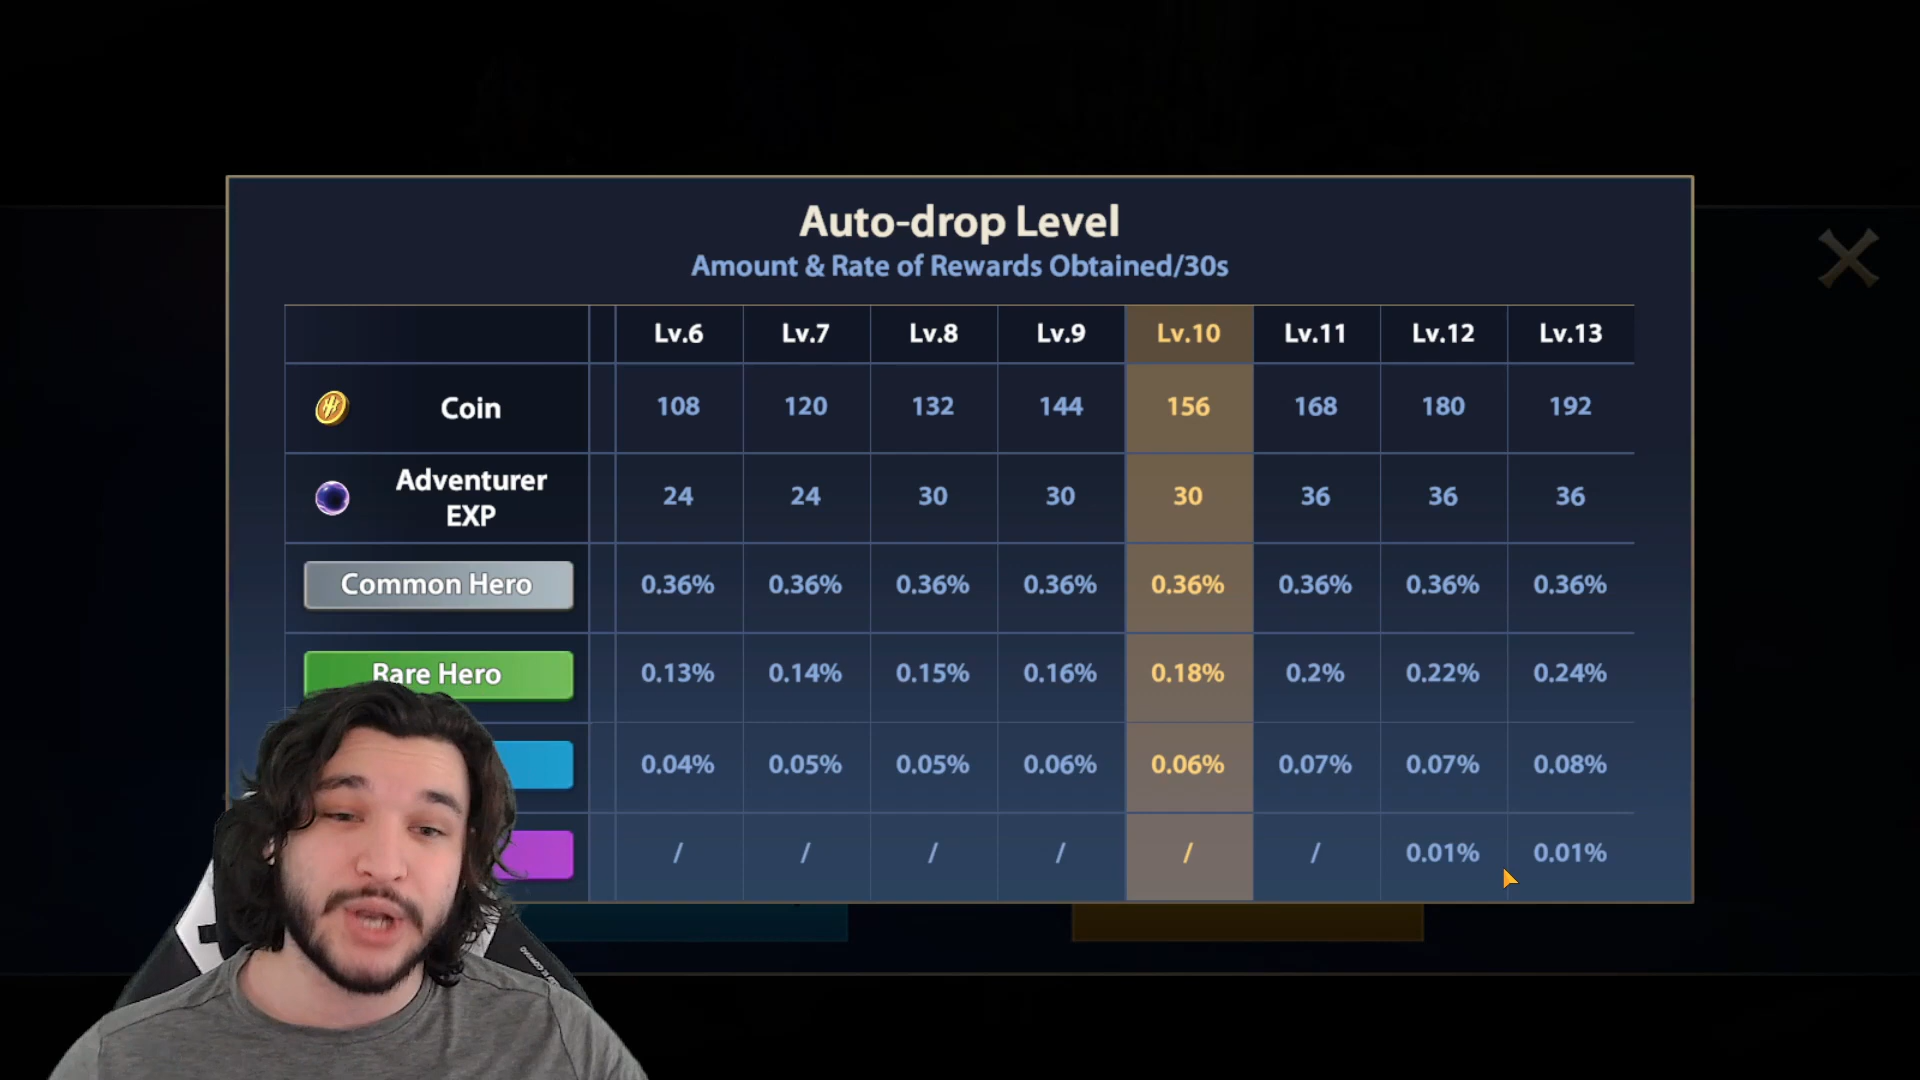 Auto-drop Level
Amount & Rate of Rewards Obtained/30s
Lv.6 Lv.7 Lv.8 Lv.9 Lv.10 Lv.11 Lv.12 Lv.13
Coin 108 120 132 144 156 168 180 192
Adventurer
EXP 24 24 30 30 30 36 36 36
Common Hero 0.36% 0.36% 0.36% 0.36% 0.36% 0.36% 0.36% 0.36%
Rare Hero 0.13% 0.14% 0.15% 0.16% 0.18% 0.2% 0.22% 0.24%
0.04% 0.05% 0.05% 0.06% 0.06% 0.07% 0.07% 0.08%
/ / / / / / 0.01% 0.01%